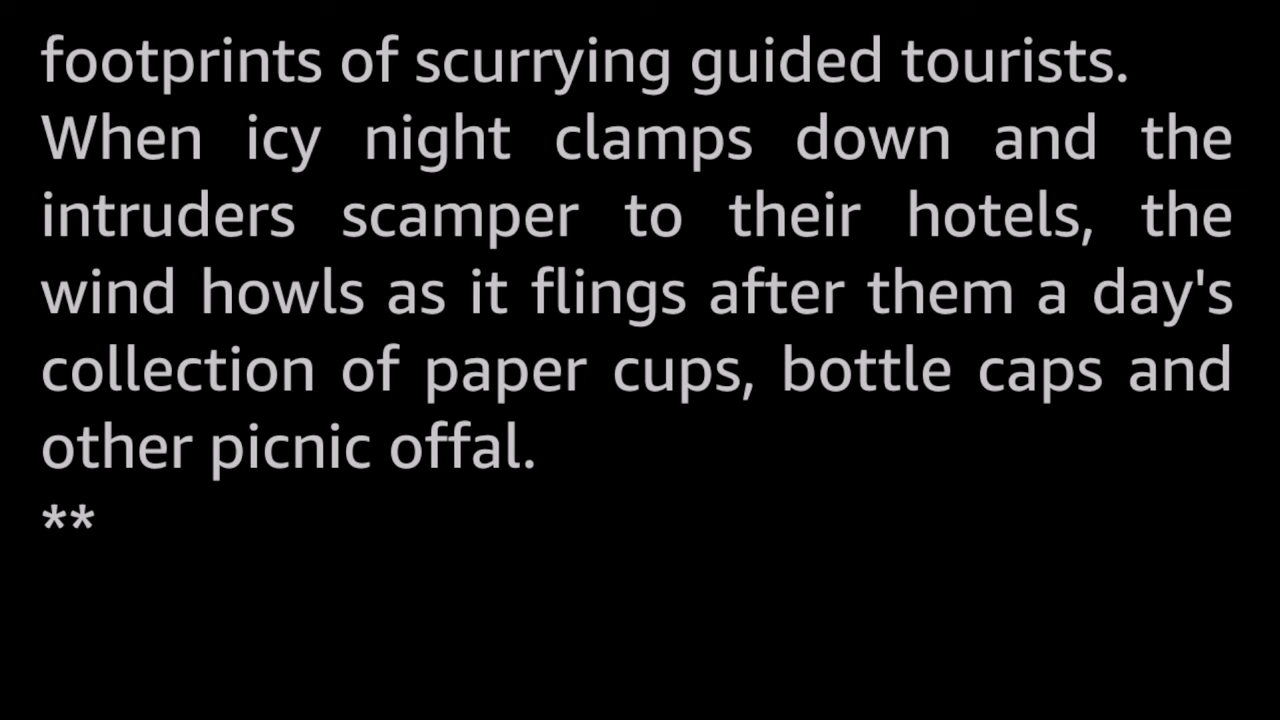 footprints of scurrying guided tourists.
When icy night clamps down and the
intruders scamper to their hotels, the
wind howls as it flings after them a day's
collection of paper cups, bottle caps and
other picnic offal.
**